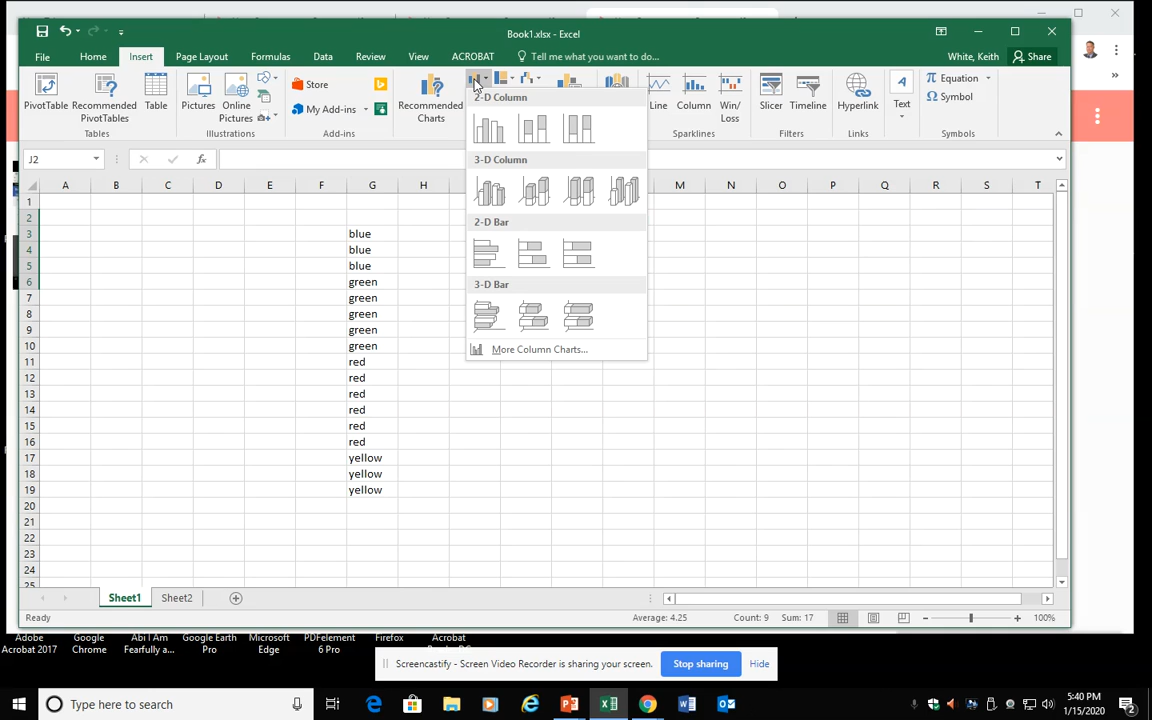 Book1.xlsx - Excel
File Home Insert Page Layout Formulas Data Review View ACROBAT Tell me what you want to do... White, Keith Share
PivotTable Recommended PivotTables Table Pictures Online Pictures Store My Add-ins Recommended Charts Line Column Win/ Loss Slicer Timeline Hyperlink Text Equation Symbol
Tables Illustrations Add-ins Sparklines Filters Links Symbols
2-D Column
J2 fx
3-D Column
A B C D E F G H M N O P Q R S T
1
2
2-D Bar
3 blue
4 blue
5 blue
6 green
3-D Bar
7 green
8 green
9 green
10 green
More Column Charts...
11 red
12 red
13 red
14 red
15 red
16 red
17 yellow
18 yellow
19 yellow
20
21
22
23
24
25
Sheet1 Sheet2
Ready Average: 4.25 Count: 9 Sum: 17 100%
Adobe Acrobat 2017 Google Chrome Abi I Am Fearfully a... Google Earth Pro Microsoft Edge PDFelement 6 Pro Firefox Acrobat
Screencastify - Screen Video Recorder is sharing your screen. Stop sharing Hide
Type here to search 5:40 PM
1/15/2020 2